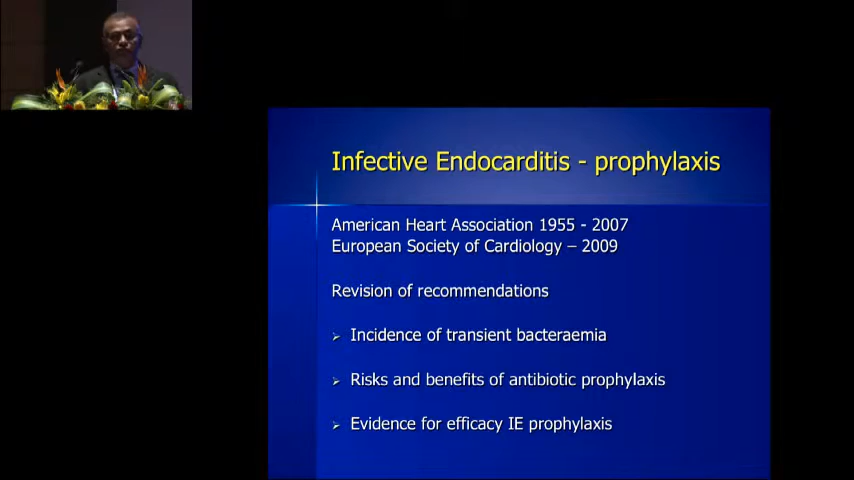 Infective Endocarditis - prophylaxis
American Heart Association 1955 - 2007
European Society of Cardiology – 2009
Revision of recommendations
➢ Incidence of transient bacteraemia
➢ Risks and benefits of antibiotic prophylaxis
➢ Evidence for efficacy IE prophylaxis